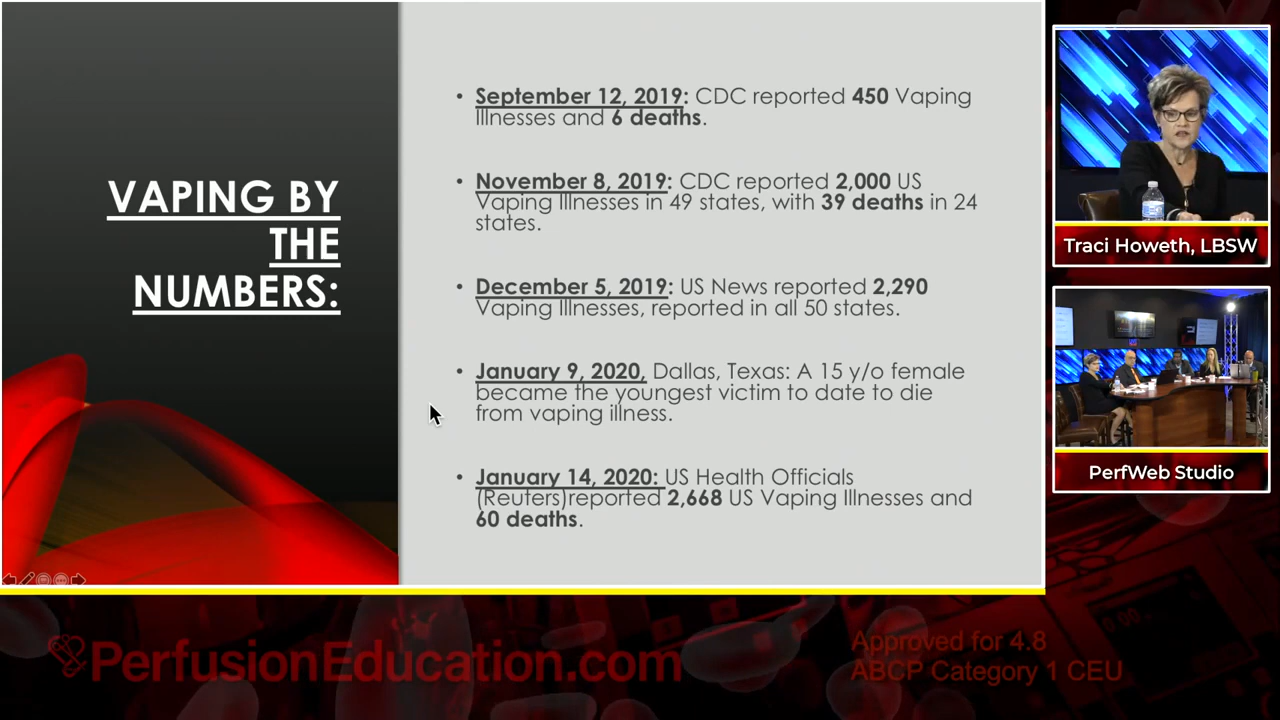 VAPING BY
THE
NUMBERS:
• September 12, 2019: CDC reported 450 Vaping
Illnesses and 6 deaths.
• November 8, 2019: CDC reported 2,000 US
Vaping Illnesses in 49 states, with 39 deaths in 24
states.
• December 5, 2019: US News reported 2,290
Vaping Illnesses, reported in all 50 states.
• January 9, 2020, Dallas, Texas: A 15 y/o female
became the youngest victim to date to die
from vaping illness.
• January 14, 2020: US Health Officials
(Reuters)reported 2,668 US Vaping Illnesses and
60 deaths.
Traci Howeth, LBSW
PerfWeb Studio
PerfusionEducation.com
Approved for 4.8
ABCP Category 1 CEU